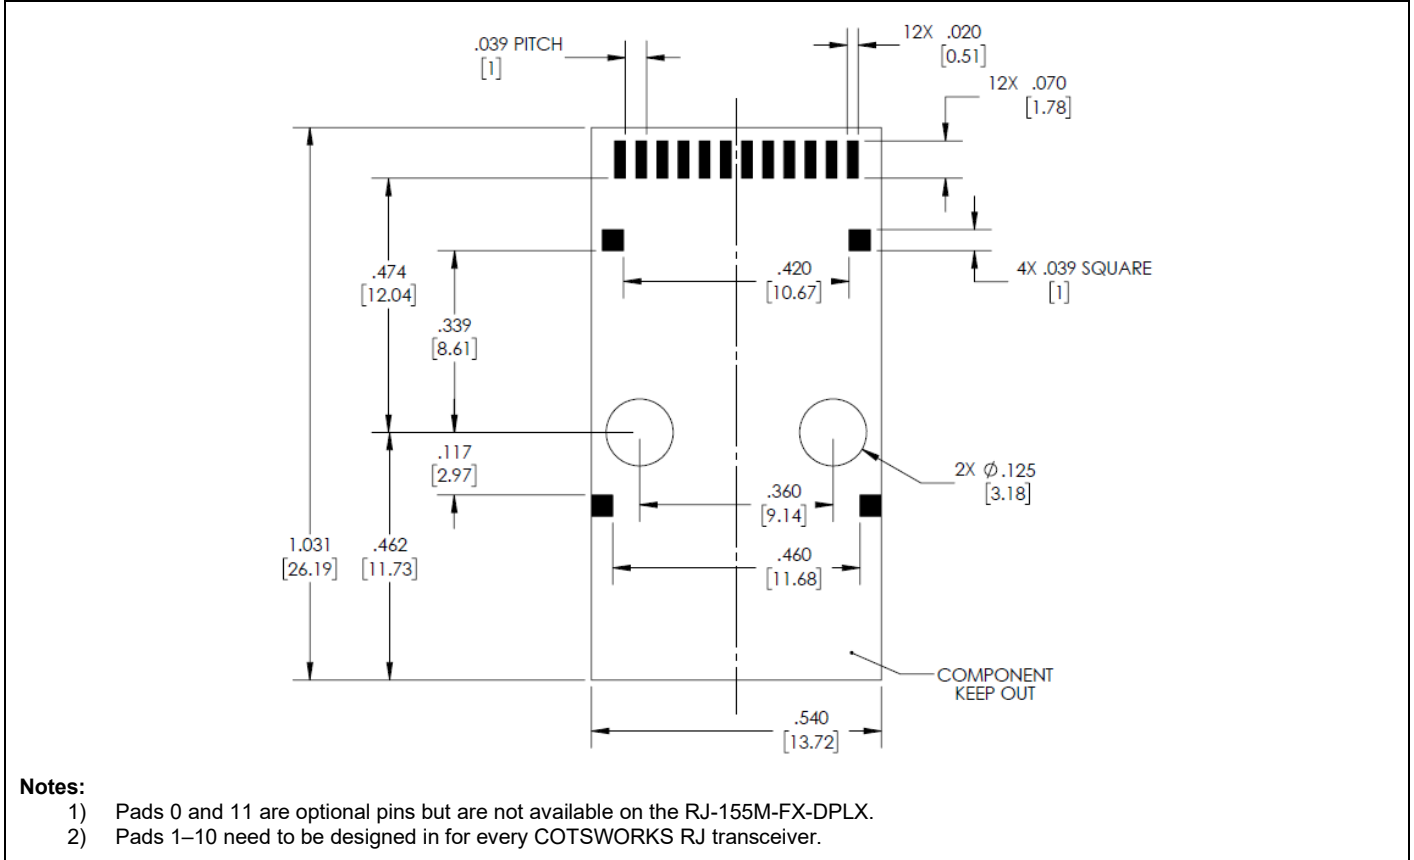 .039 PITCH
[1]
12X .020
[0.51]
12X .070
[1.78]
.474
[12.04]
.420
[10.67]
4X .039 SQUARE
[1]
.339
[8.61]
.117
[2.97]
2X ∅.125
[3.18]
.360
[9.14]
1.031
[26.19]
.462
[11.73]
.460
[11.68]
COMPONENT
KEEP OUT
.540
[13.72]
Notes:
1) Pads 0 and 11 are optional pins but are not available on the RJ-155M-FX-DPLX.
2) Pads 1–10 need to be designed in for every COTSWORKS RJ transceiver.